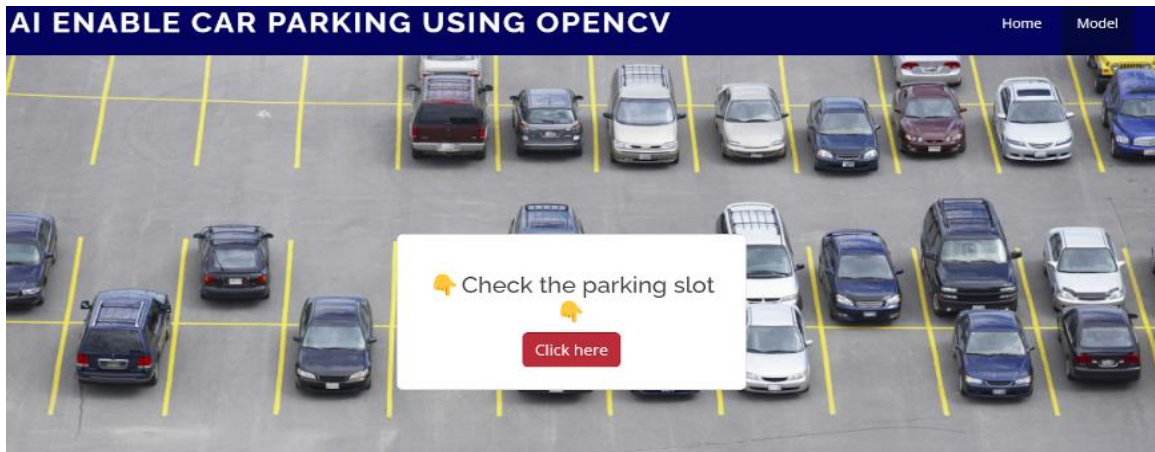 AI ENABLE CAR PARKING USING OPENCV
Home Model
👇Check the parking slot
👇
Click here